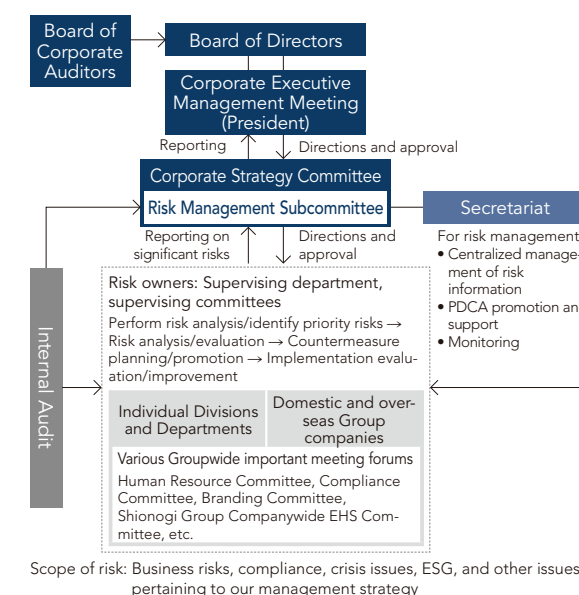 Board of
Corporate
Auditors
Board of Directors
Corporate Executive
Management Meeting
(President)
Reporting
Directions and approval
Corporate Strategy Committee
Risk Management Subcommittee
Secretariat
Reporting on
significant risks
Directions and
approval
For risk management
• Centralized manage-
ment of risk
information
• PDCA promotion an
support
• Monitoring
Internal Audit
Risk owners: Supervising department,
supervising committees
Perform risk analysis/identify priority risks →
Risk analysis/evaluation → Countermeasure
planning/promotion → Implementation evalu-
ation/improvement
Individual Divisions
and Departments
Domestic and over-
seas Group
companies
Various Groupwide important meeting forums
Human Resource Committee, Compliance
Committee, Branding Committee,
Shionogi Group Companywide EHS Com-
mittee, etc.
Scope of risk: Business risks, compliance, crisis issues, ESG, and other issues
pertaining to our management strategy